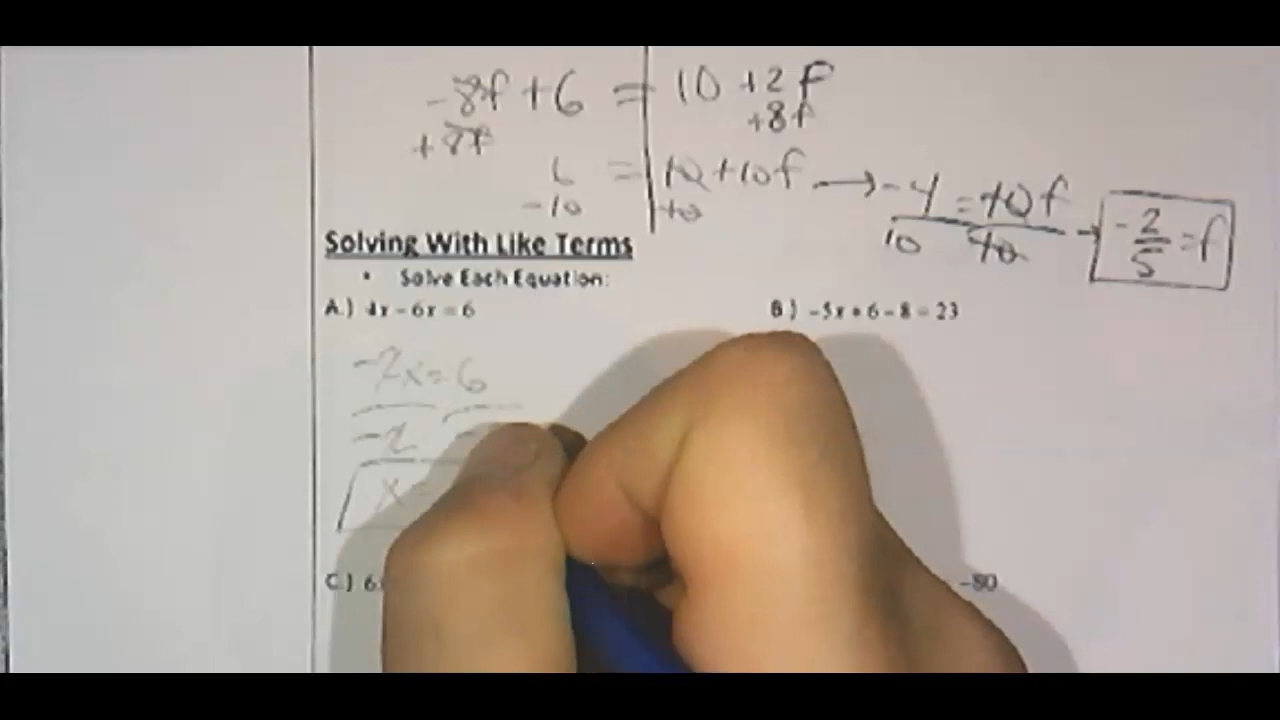 -8f + 6 = 10 + 2f
+8f +8f
6 = 10 + 10f → -4 = 10f → -2/5 = f
-10 -10 10 10
Solving With Like Terms
• Solve Each Equation:
A.) 4x - 6x = 6 B.) -5x + 6 - 8 = 23
-2x = 6
-2 -
x =
C.) 6 -80